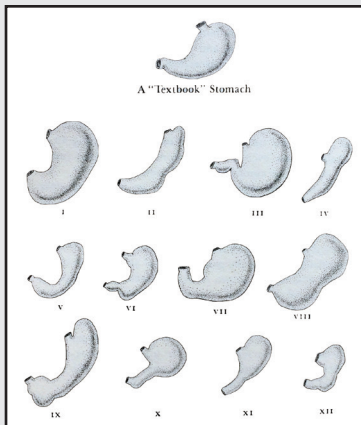 A "Textbook" Stomach
I II III IV
V VI VII VIII
IX X XI XII